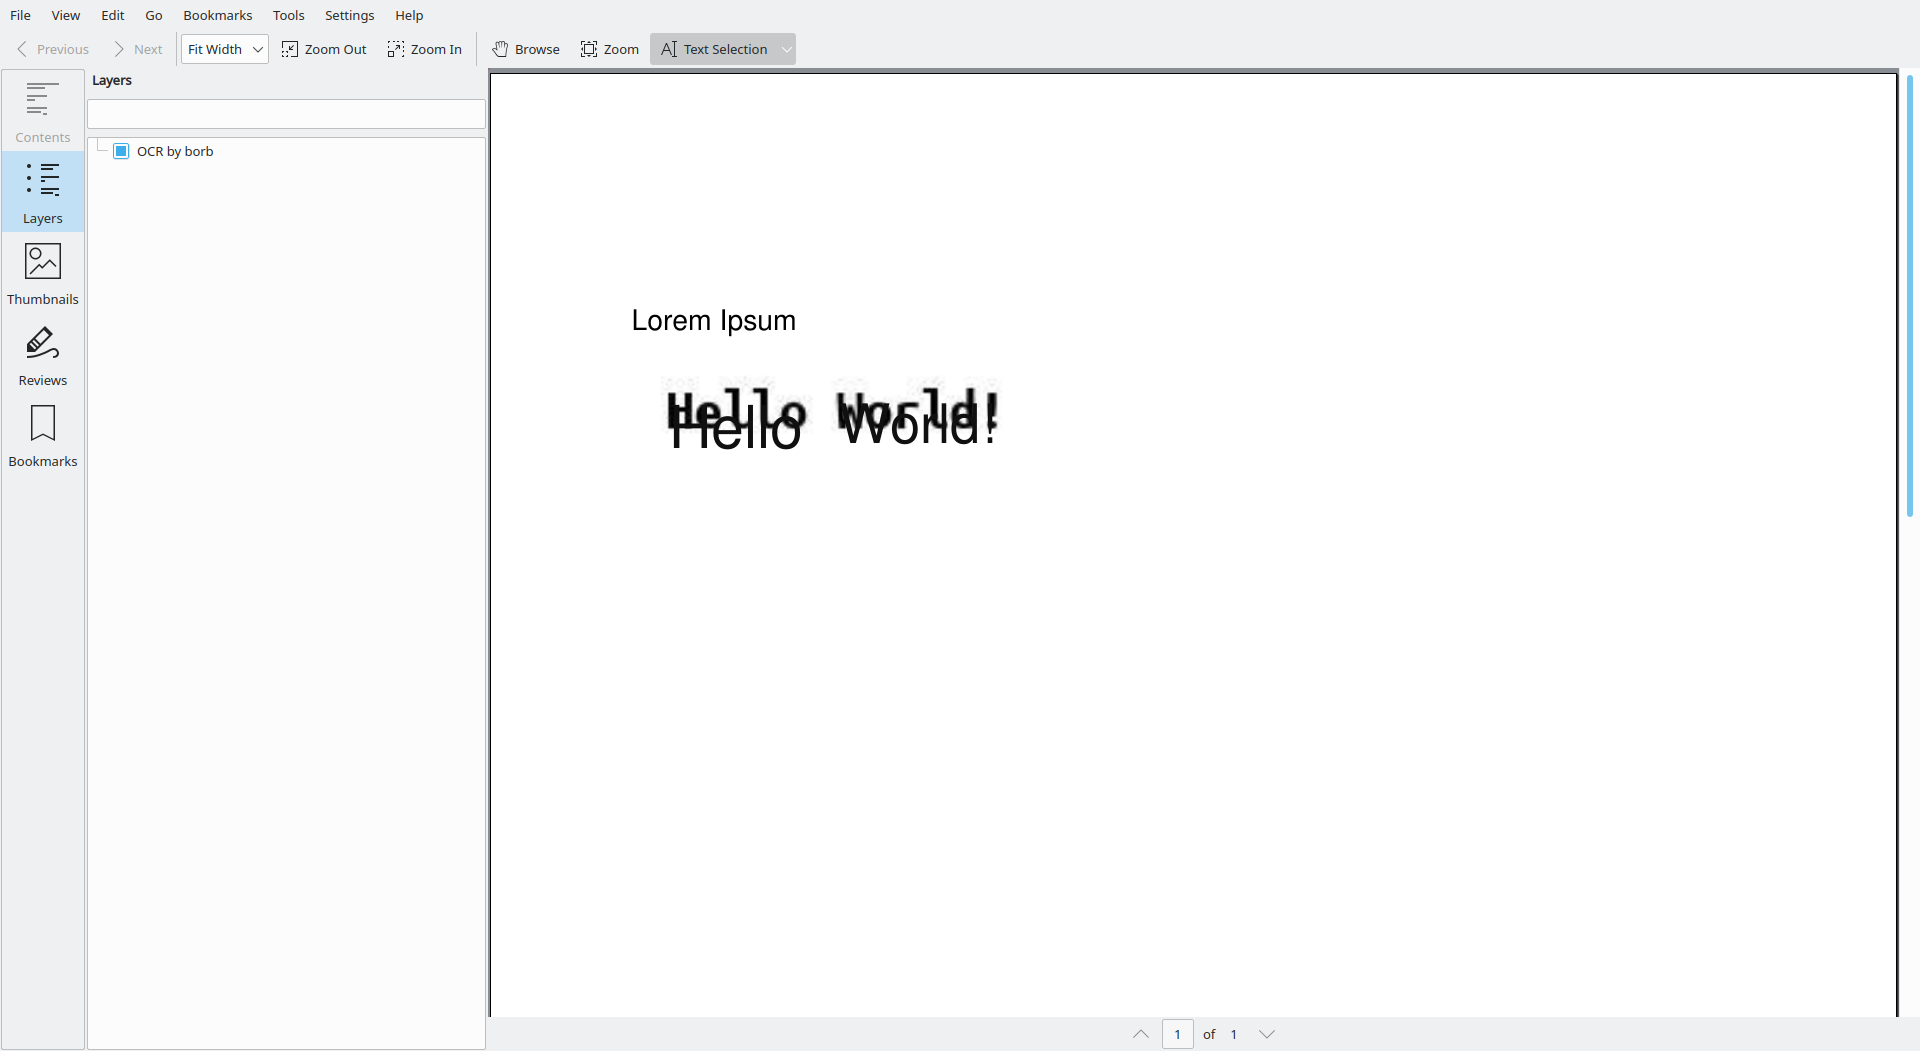 File View Edit Go Bookmarks Tools Settings Help
Previous Next Fit Width Zoom Out Zoom In Browse Zoom Text Selection
Layers
Contents
OCR by borb
Layers
Thumbnails
Reviews
Bookmarks
Lorem Ipsum
Hello World!
Hello World!
1 of 1